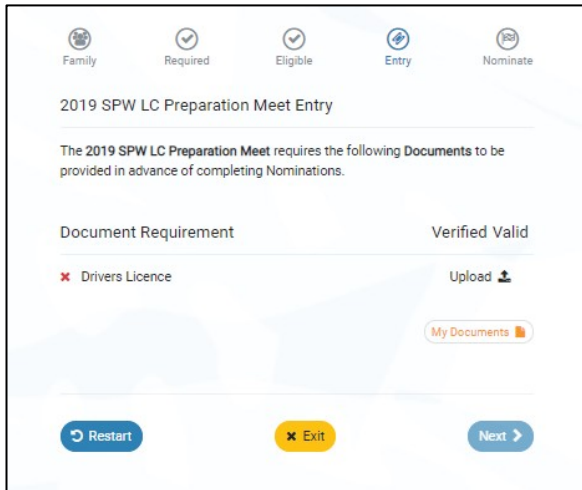 Family Required Eligible Entry Nominate
2019 SPW LC Preparation Meet Entry
The 2019 SPW LC Preparation Meet requires the following Documents to be
provided in advance of completing Nominations.
Document Requirement Verified Valid
Drivers Licence Upload
My Documents
Restart Exit Next